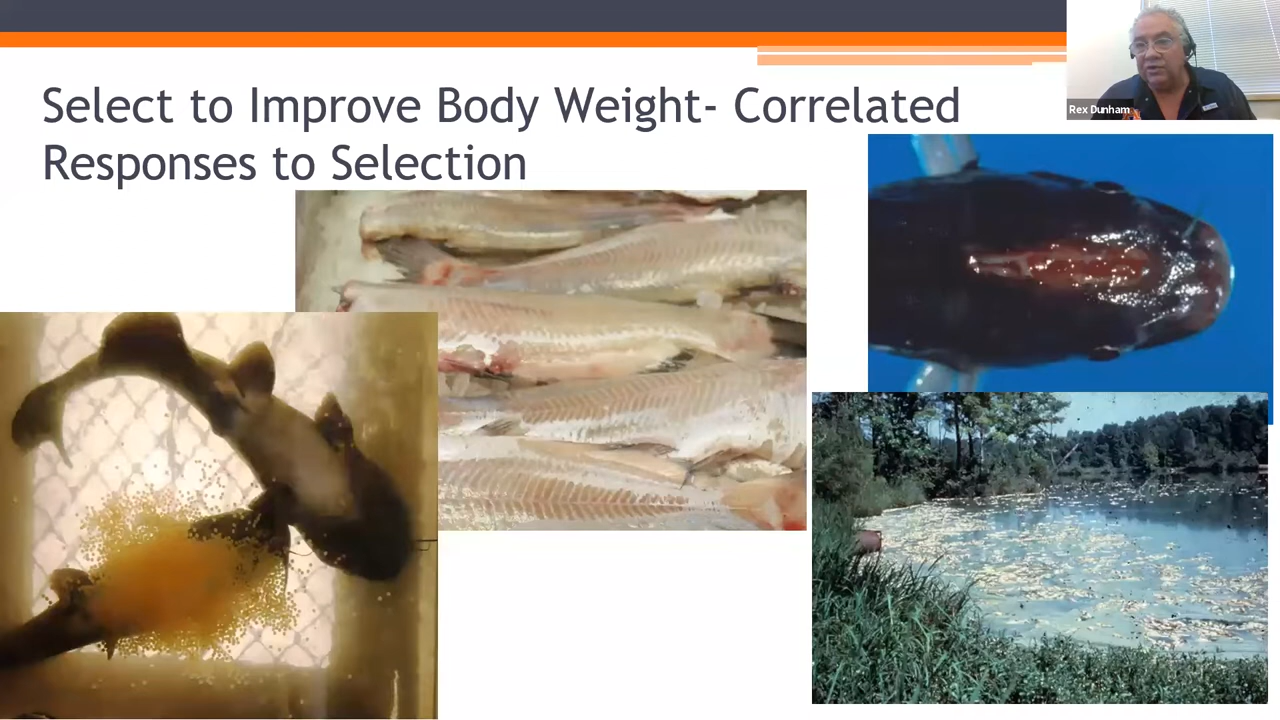 Select to Improve Body Weight- Correlated
Responses to Selection
Rex Dunham